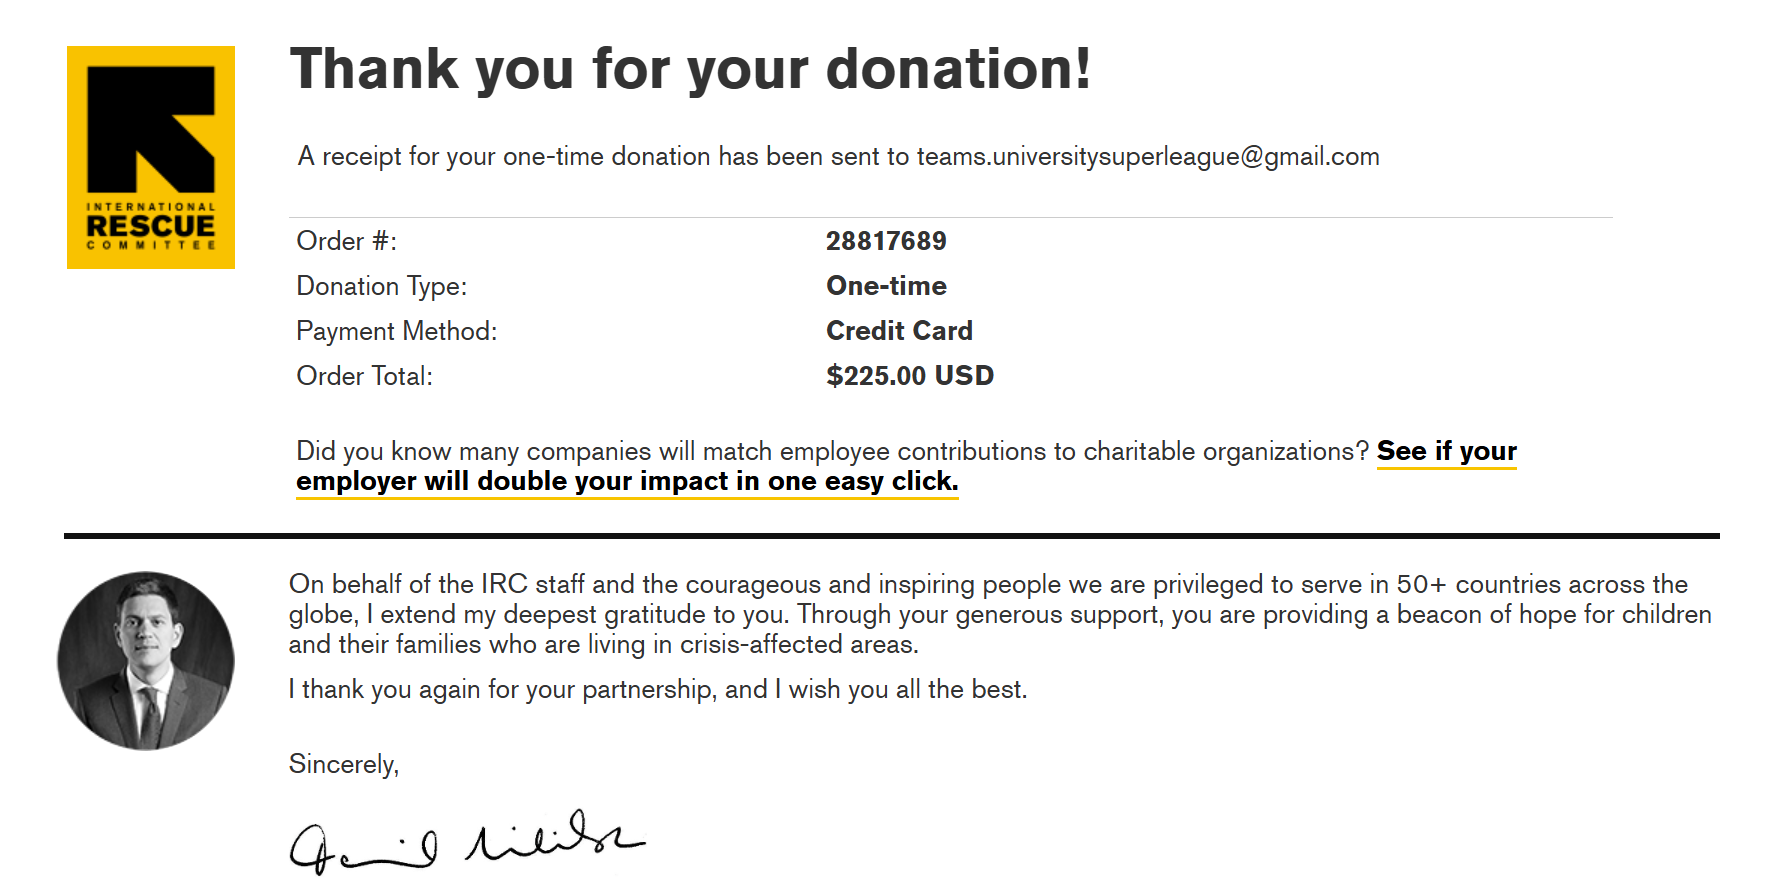 INTERNATIONAL
RESCUE
COMMITTEE
Thank you for your donation!
A receipt for your one-time donation has been sent to teams.universitysuperleague@gmail.com
Order #: 28817689
Donation Type: One-time
Payment Method: Credit Card
Order Total: $225.00 USD
Did you know many companies will match employee contributions to charitable organizations? See if your
employer will double your impact in one easy click.
On behalf of the IRC staff and the courageous and inspiring people we are privileged to serve in 50+ countries across the
globe, I extend my deepest gratitude to you. Through your generous support, you are providing a beacon of hope for children
and their families who are living in crisis-affected areas.
I thank you again for your partnership, and I wish you all the best.
Sincerely,